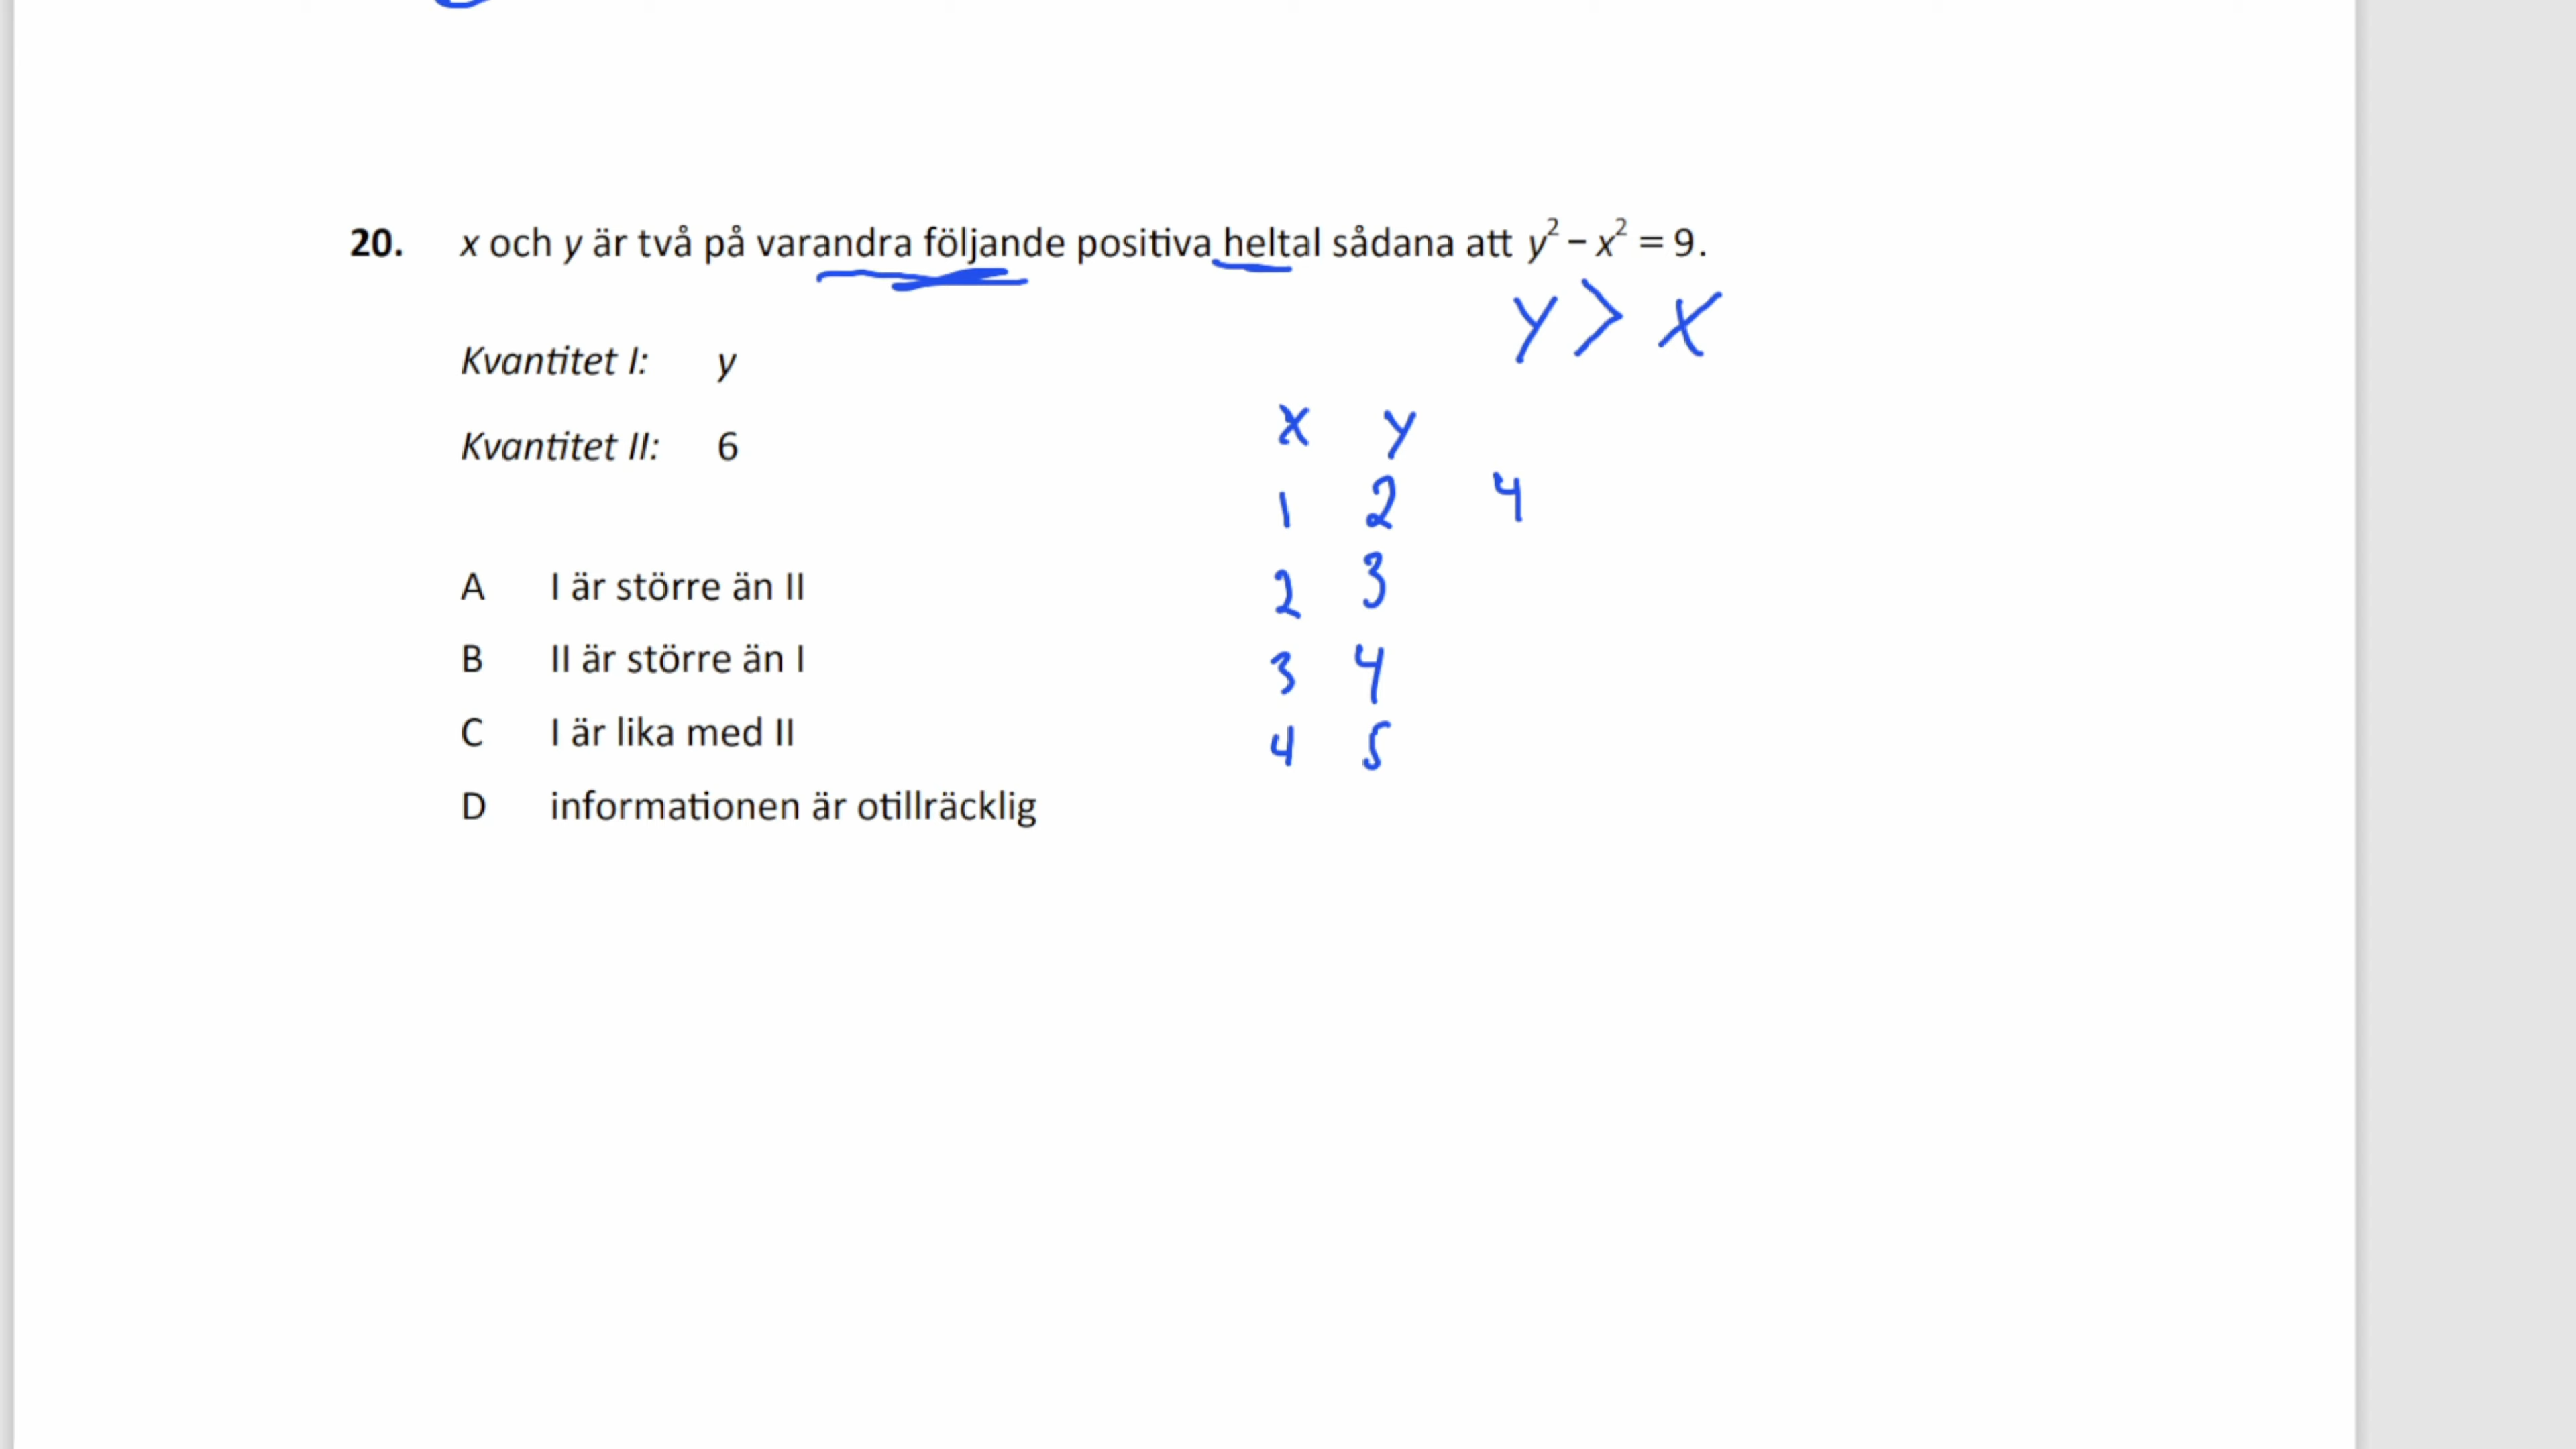 20. x och y är två på varandra följande positiva heltal sådana att y² – x² = 9.
y > x
Kvantitet I: y
Kvantitet II: 6
x y
1 2 4
2 3
3 4
4 5
A I är större än II
B II är större än I
C I är lika med II
D informationen är otillräcklig